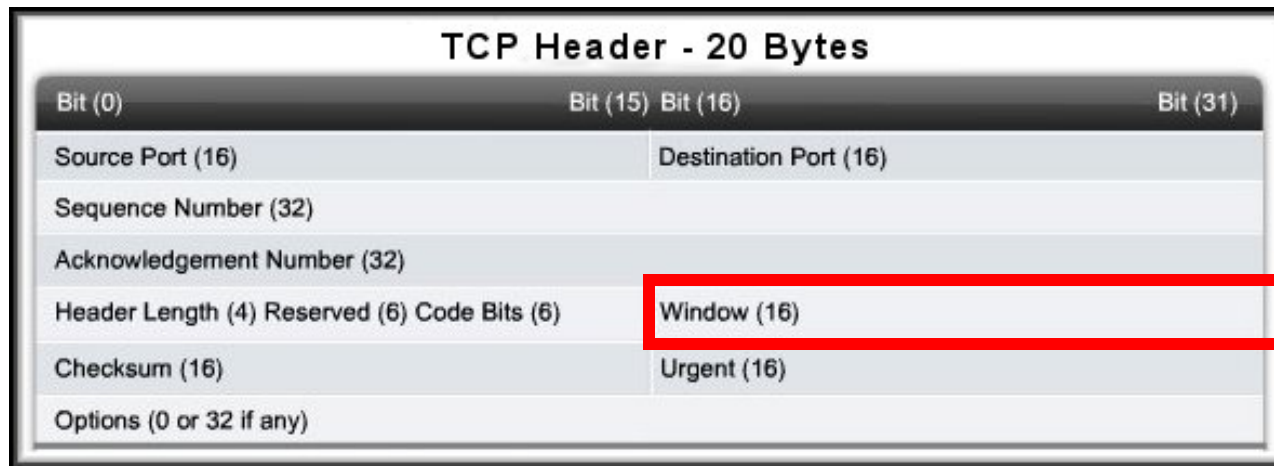 TCP Header - 20 Bytes
Bit (0) Bit (15) Bit (16) Bit (31)
Source Port (16) Destination Port (16)
Sequence Number (32)
Acknowledgement Number (32)
Header Length (4) Reserved (6) Code Bits (6) Window (16)
Checksum (16) Urgent (16)
Options (0 or 32 if any)